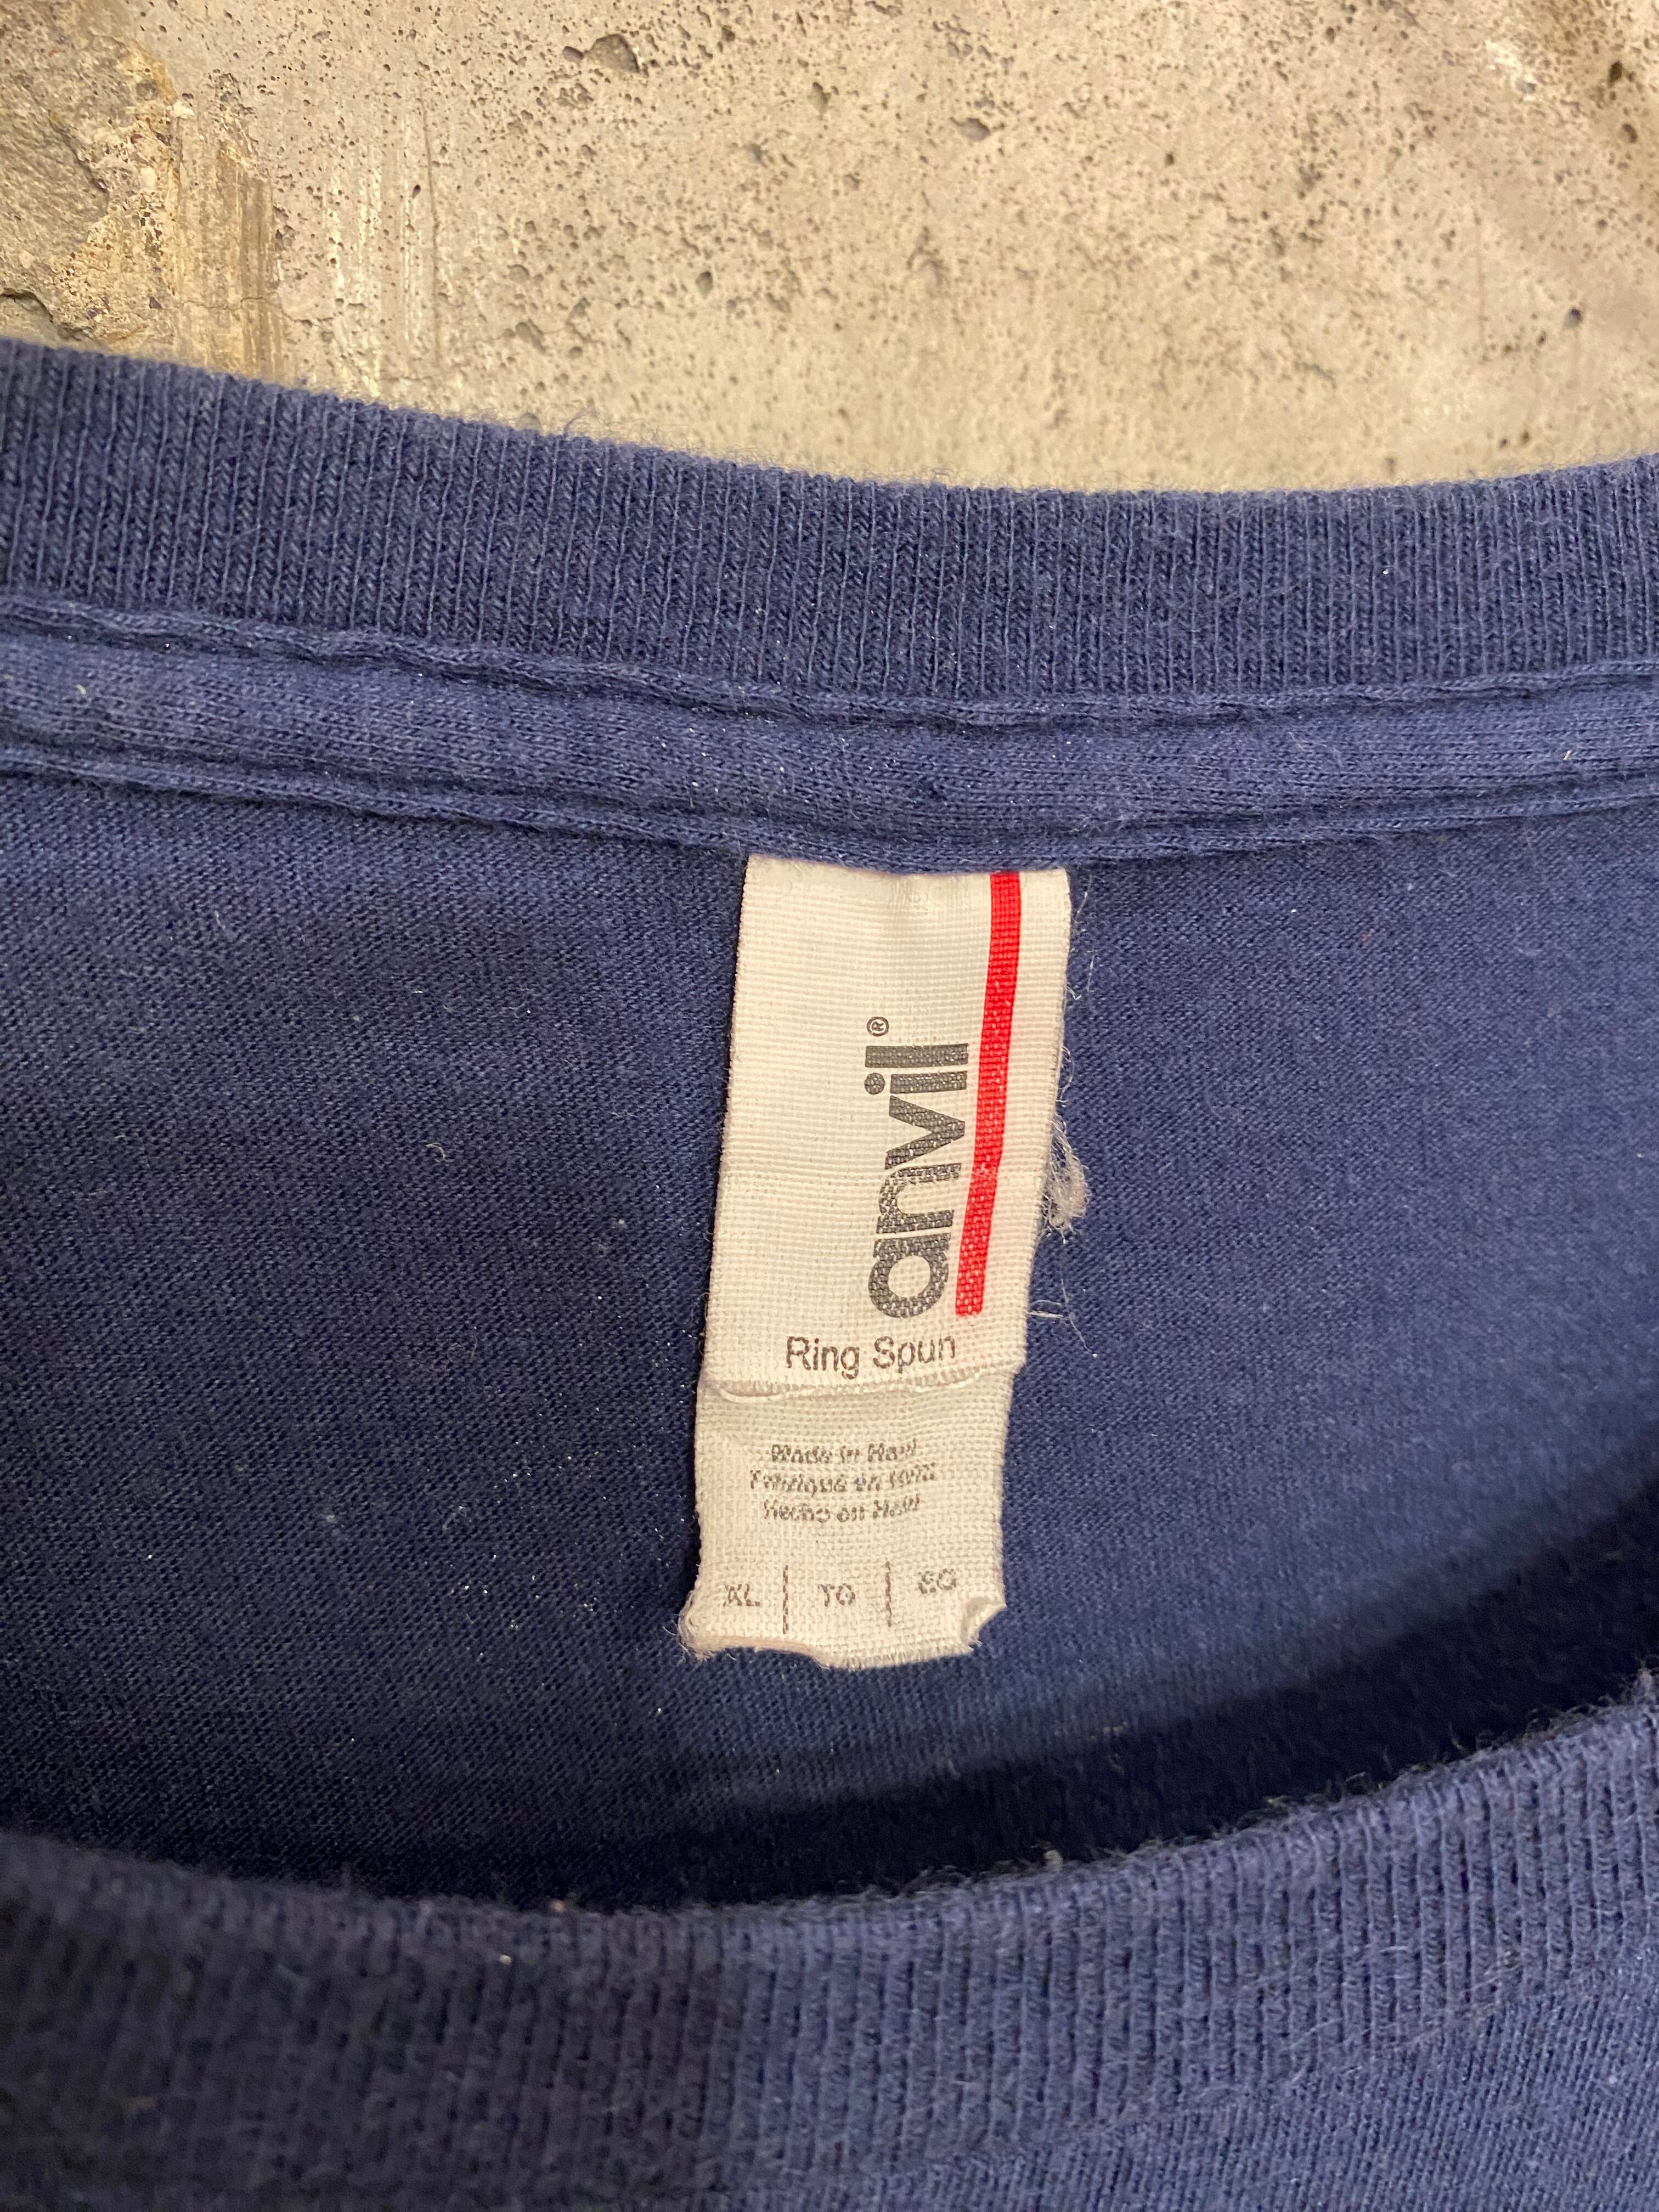 anvil®
Ring Spun
Made in Haiti
Fabriqué en Haïti
Hecho en Haití
XL | TG | EG